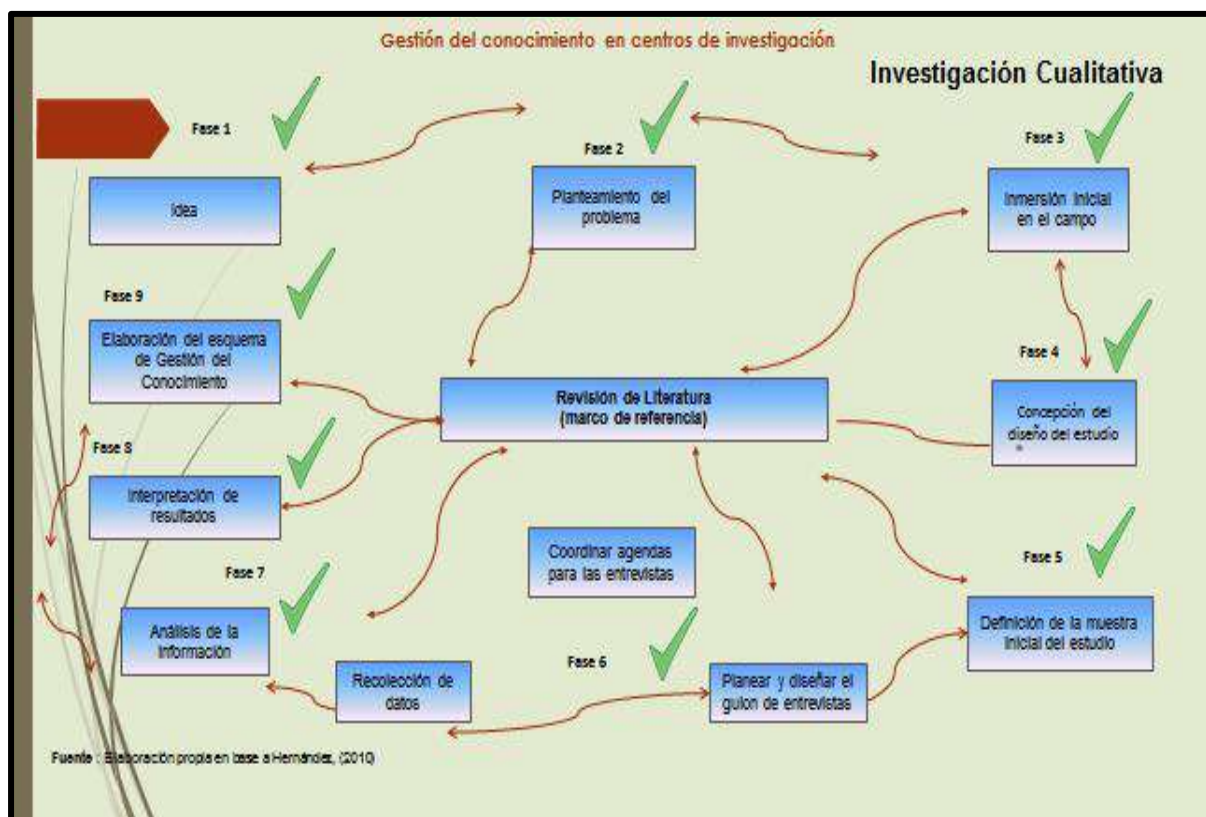 Gestión del conocimiento en centros de investigación
Investigación Cualitativa
Fase 1
Idea
Fase 2
Planteamiento del
problema
Fase 3
Inmersión Inicial
en el campo
Fase 4
Concepción del
diseño del estudio
Fase 9
Elaboración del esquema
de Gestión del
Conocimiento
Revisión de Literatura
(marco de referencia)
Fase 8
Interpretación de
resultados
Coordinar agendas
para las entrevistas
Fase 5
Definición de la muestra
Inicial del estudio
Fase 7
Análisis de la
Información
Recolección de
datos
Fase 6
Planear y diseñar el
guion de entrevistas
Fuente : Elaboración propia en base a Hernández, (2010)